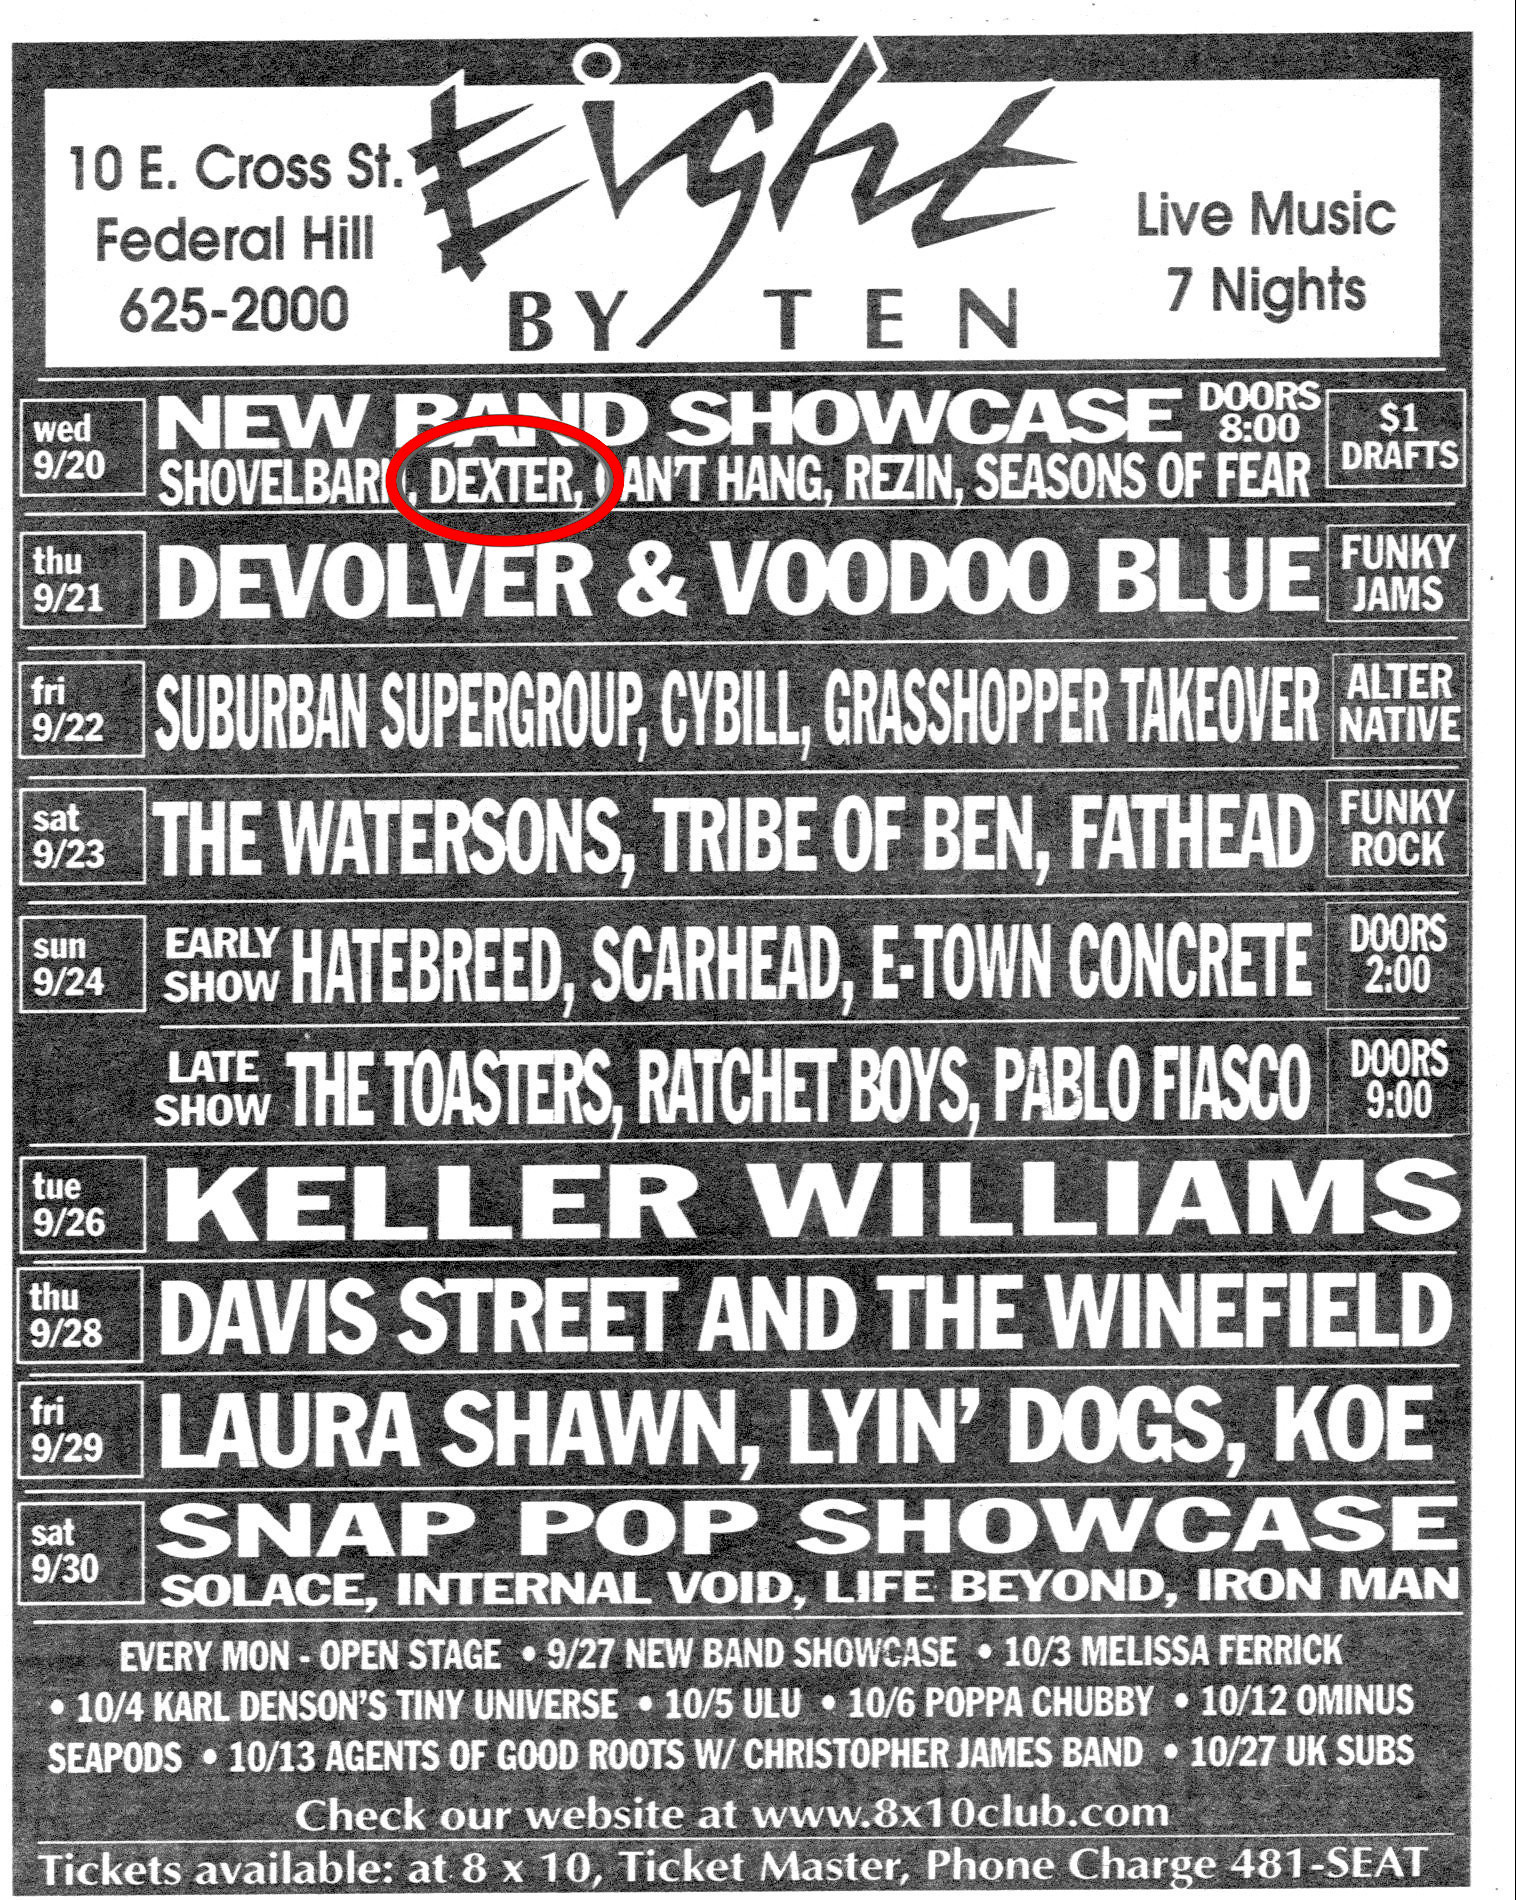 10 E. Cross St.
Federal Hill
625-2000
Eight
BY TEN
Live Music
7 Nights
wed
9/20
NEW BAND SHOWCASE
DOORS
8:00
SHOVELBARN, DEXTER, CAN'T HANG, REZIN, SEASONS OF FEAR
$1
DRAFTS
thu
9/21
DEVOLVER & VOODOO BLUE
FUNKY
JAMS
fri
9/22
SUBURBAN SUPERGROUP, CYBILL, GRASSHOPPER TAKEOVER
ALTER
NATIVE
sat
9/23
THE WATERSONS, TRIBE OF BEN, FATHEAD
FUNKY
ROCK
sun
9/24
EARLY
SHOW
HATEBREED, SCARHEAD, E-TOWN CONCRETE
DOORS
2:00
LATE
SHOW
THE TOASTERS, RATCHET BOYS, PABLO FIASCO
DOORS
9:00
tue
9/26
KELLER WILLIAMS
thu
9/28
DAVIS STREET AND THE WINEFIELD
fri
9/29
LAURA SHAWN, LYIN' DOGS, KOE
sat
9/30
SNAP POP SHOWCASE
SOLACE, INTERNAL VOID, LIFE BEYOND, IRON MAN
EVERY MON - OPEN STAGE • 9/27 NEW BAND SHOWCASE • 10/3 MELISSA FERRICK
• 10/4 KARL DENSON'S TINY UNIVERSE • 10/5 ULU • 10/6 POPPA CHUBBY • 10/12 OMINUS
SEAPODS • 10/13 AGENTS OF GOOD ROOTS W/ CHRISTOPHER JAMES BAND • 10/27 UK SUBS
Check our website at www.8x10club.com
Tickets available: at 8 x 10, Ticket Master, Phone Charge 481-SEAT